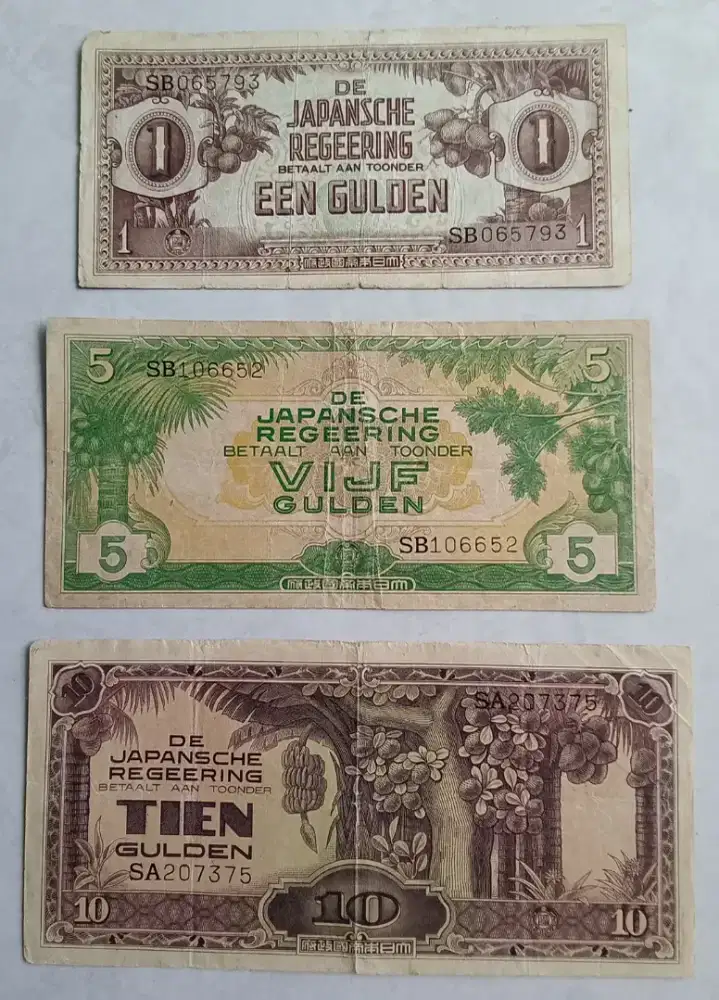 SB065793
DE
JAPANSCHE
REGEERING
BETAALT AAN TOONDER
EEN GULDEN
1
1
1
SB065793
1
大日本帝國政府
5
SB106652
5
DE
JAPANSCHE
REGEERING
BETAALT AAN TOONDER
VIJF
GULDEN
5
SB106652
5
大日本帝國政府
10
SA207375
10
DE
JAPANSCHE
REGEERING
BETAALT AAN TOONDER
TIEN
GULDEN
SA207375
10
10
10
大日本帝國政府